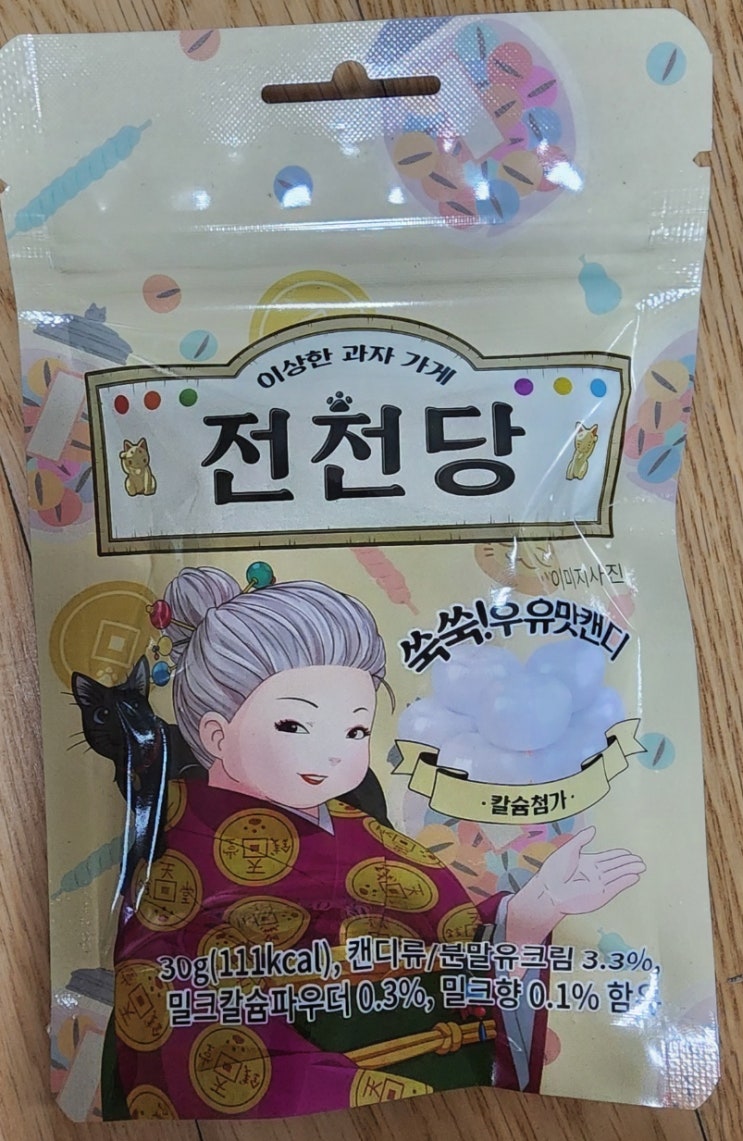 이상한 과자 가게
전천당
이미지사진
쑥쑥!우유맛캔디
·칼슘첨가·
30g(111kcal), 캔디류/분말유크림 3.3%,
밀크칼슘파우더 0.3%, 밀크향 0.1% 함유